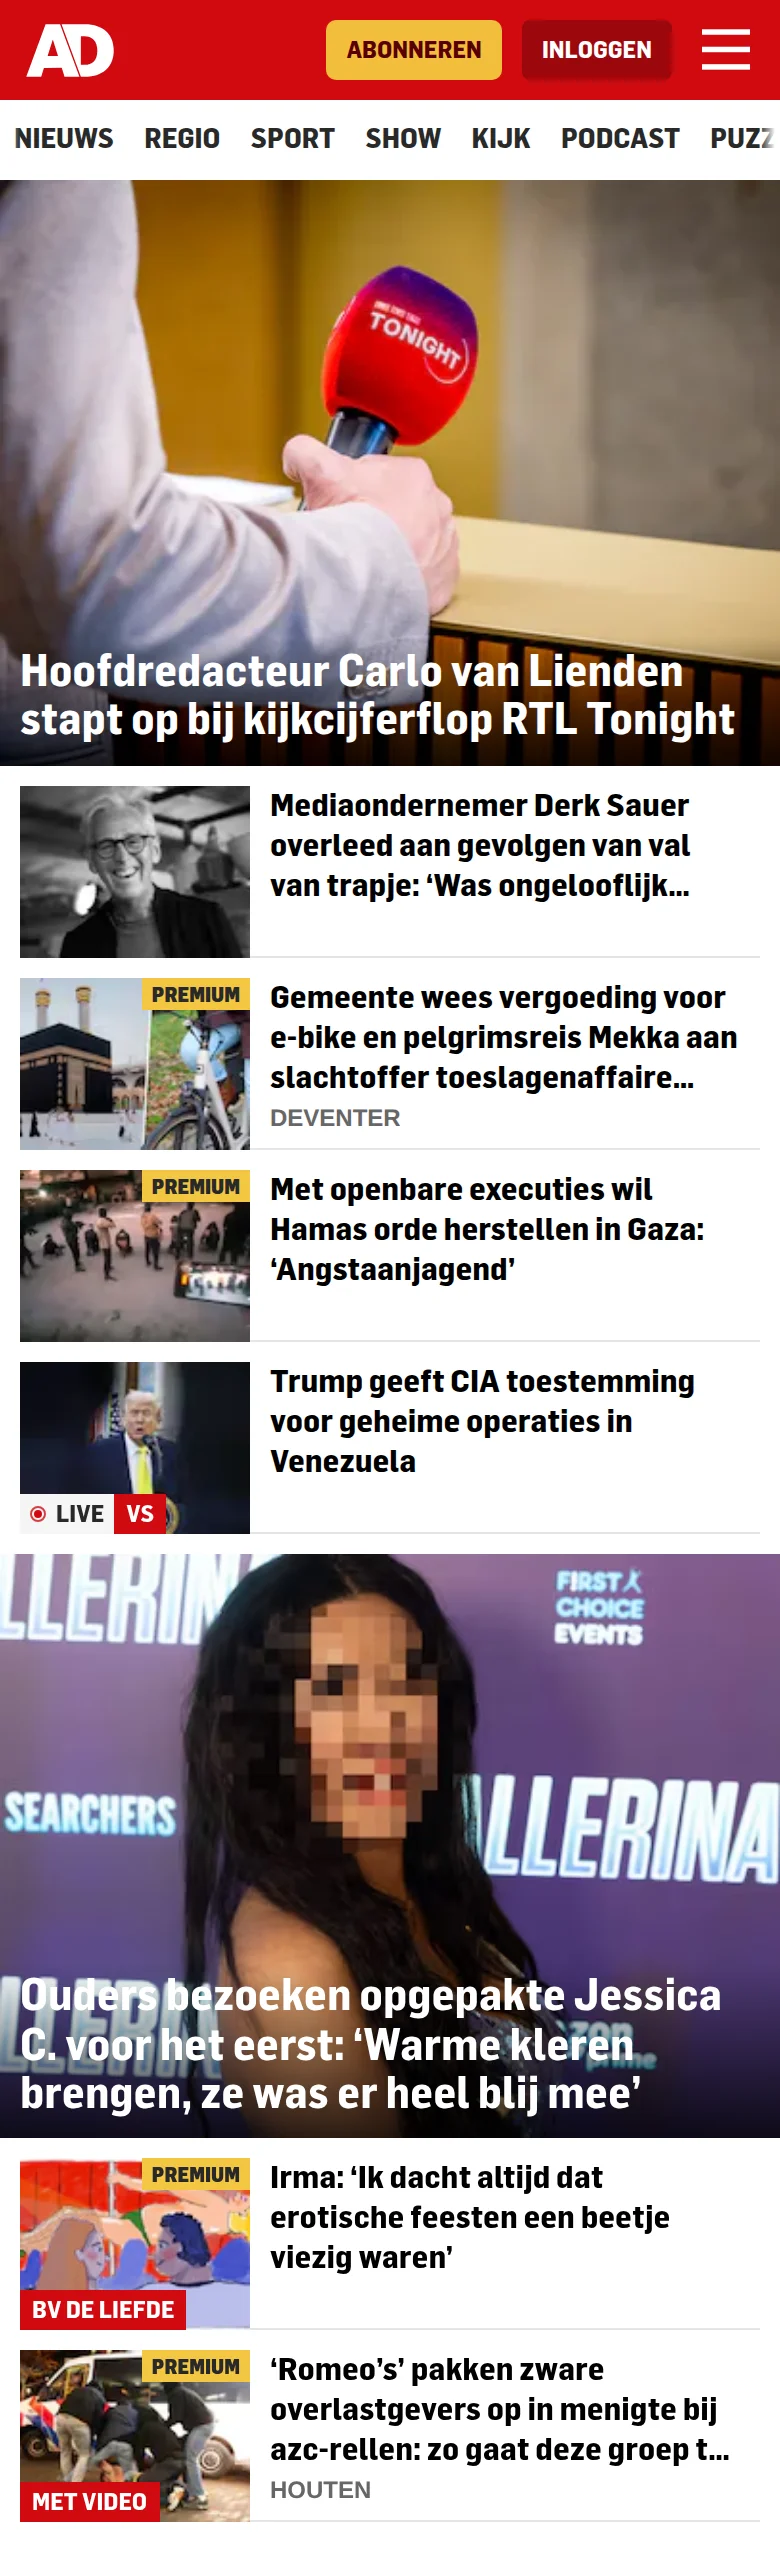 AD
ABONNEREN
INLOGGEN
NIEUWS REGIO SPORT SHOW KIJK PODCAST PUZZ
TONIGHT
Hoofdredacteur Carlo van Lienden
stapt op bij kijkcijferflop RTL Tonight
Mediaondernemer Derk Sauer
overleed aan gevolgen van val
van trapje: ‘Was ongelooflijk...
PREMIUM
Gemeente wees vergoeding voor
e-bike en pelgrimsreis Mekka aan
slachtoffer toeslagenaffaire...
DEVENTER
PREMIUM
Met openbare executies wil
Hamas orde herstellen in Gaza:
‘Angstaanjagend’
Trump geeft CIA toestemming
voor geheime operaties in
Venezuela
LIVE VS
LLERIN
FIRST
CHOICE
EVENTS
SEARCHERS
LLERINA
Ouders bezoeken opgepakte Jessica
C. voor het eerst: ‘Warme kleren
brengen, ze was er heel blij mee’
PREMIUM
BV DE LIEFDE
Irma: ‘Ik dacht altijd dat
erotische feesten een beetje
viezig waren’
PREMIUM
MET VIDEO
‘Romeo’s’ pakken zware
overlastgevers op in menigte bij
azc-rellen: zo gaat deze groep t...
HOUTEN